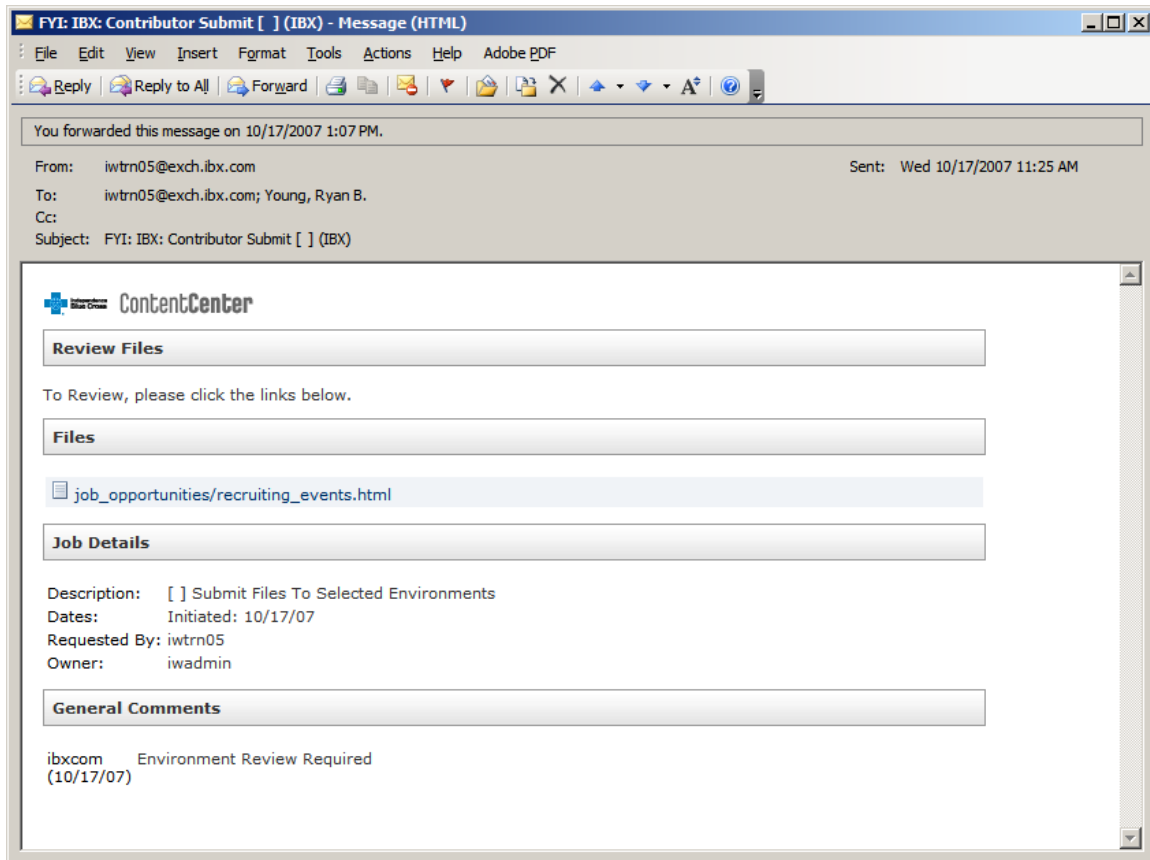 FYI: IBX: Contributor Submit [ ] (IBX) - Message (HTML)
File Edit View Insert Format Tools Actions Help Adobe PDF
Reply Reply to All Forward
You forwarded this message on 10/17/2007 1:07 PM.
From: iwtrn05@exch.ibx.com Sent: Wed 10/17/2007 11:25 AM
To: iwtrn05@exch.ibx.com; Young, Ryan B.
Cc:
Subject: FYI: IBX: Contributor Submit [ ] (IBX)
Independence
Blue Cross
ContentCenter
Review Files
To Review, please click the links below.
Files
job_opportunities/recruiting_events.html
Job Details
Description: [ ] Submit Files To Selected Environments
Dates: Initiated: 10/17/07
Requested By: iwtrn05
Owner: iwadmin
General Comments
ibxcom Environment Review Required
(10/17/07)